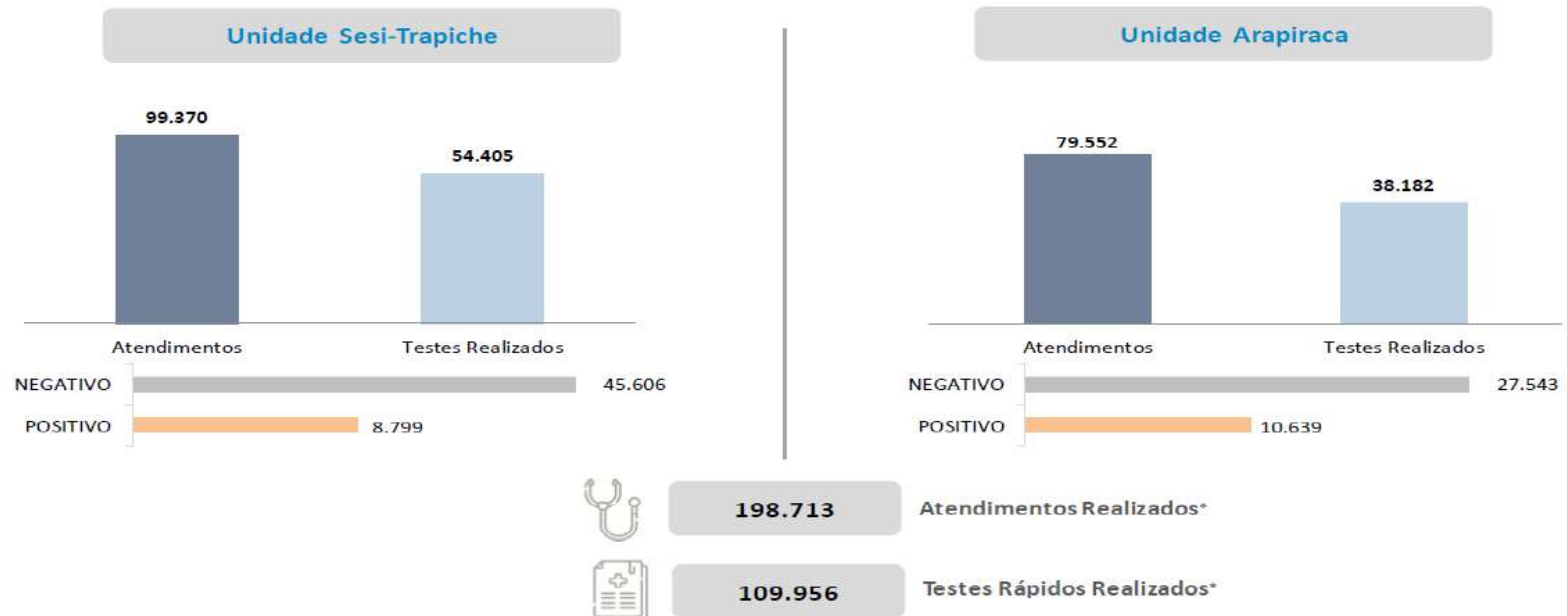 Unidade Sesi-Trapiche
99.370
54.405
Atendimentos
Testes Realizados
NEGATIVO
45.606
POSITIVO
8.799
Unidade Arapiraca
79.552
38.182
Atendimentos
Testes Realizados
NEGATIVO
27.543
POSITIVO
10.639
198.713
Atendimentos Realizados*
109.956
Testes Rápidos Realizados*